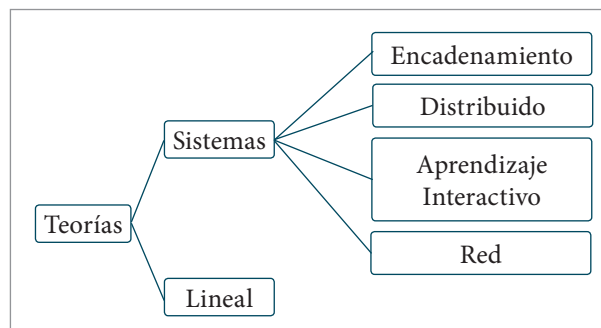 Teorías
Sistemas
Lineal
Encadenamiento
Distribuido
Aprendizaje
Interactivo
Red